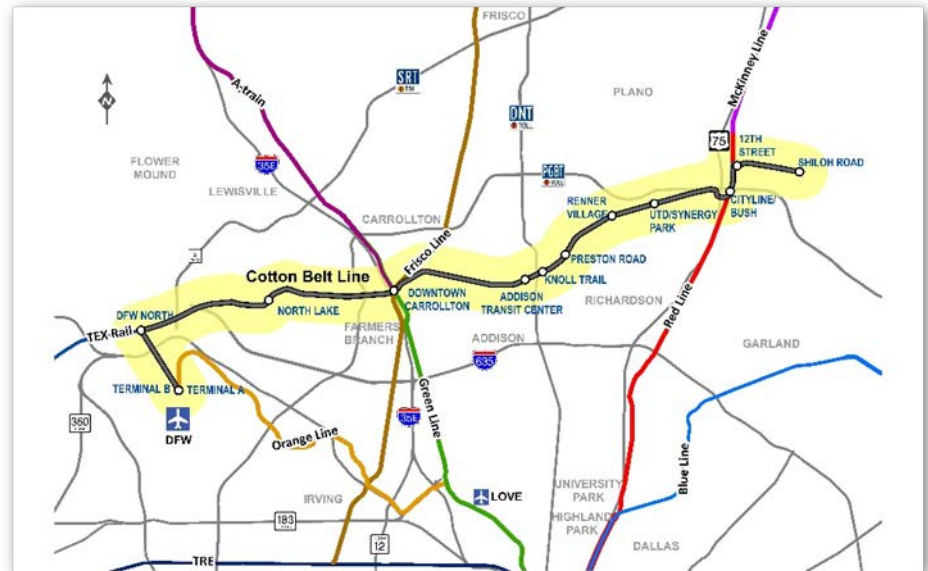 FRISCO
SRT
A-train
McKinney Line
PLANO
DNT
TOLL
75
12TH
STREET
SHILOH ROAD
FLOWER
MOUND
35E
LEWISVILLE
PGBT
TOLL
RENNER
VILLAGE
UTD/SYNERGY
PARK
CITYLINE/
BUSH
CARROLLTON
Frisco Line
Cotton Belt Line
PRESTON ROAD
KNOLL TRAIL
DOWNTOWN
CARROLLTON
ADDISON
TRANSIT CENTER
NORTH LAKE
DFW NORTH
TEX Rail
RICHARDSON
Red Line
FARMERS
BRANCH
ADDISON
GARLAND
635
TERMINAL B
TERMINAL A
DFW
360
35E
Green Line
Orange Line
Blue Line
IRVING
LOVE
UNIVERSITY
PARK
HIGHLAND
PARK
183
12
DALLAS
TRE
N